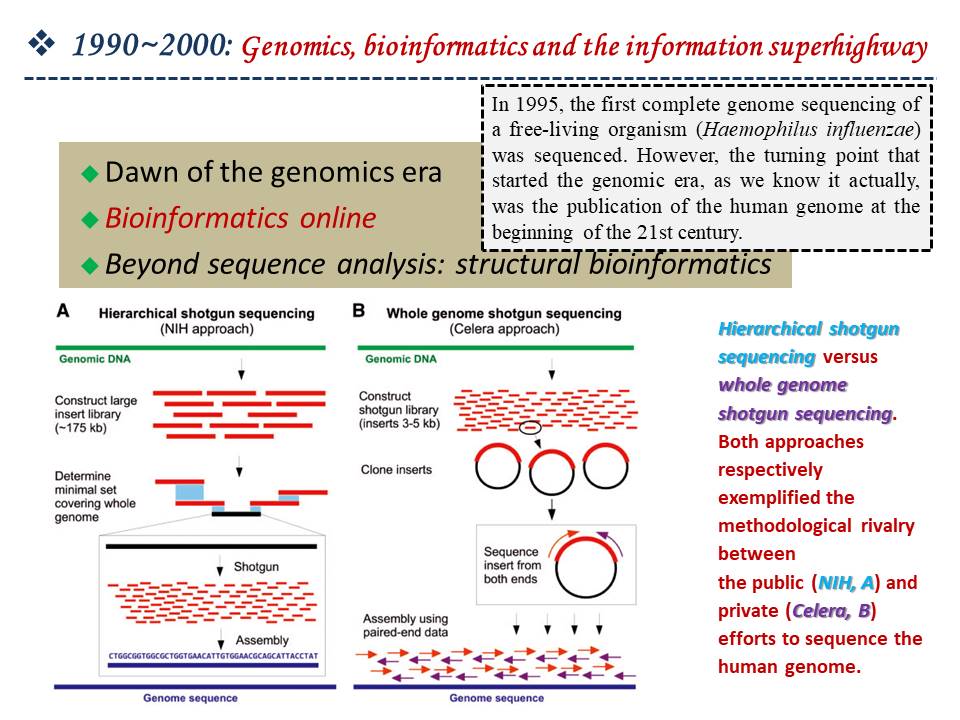 ❖ 1990~2000: Genomics, bioinformatics and the information superhighway
In 1995, the first complete genome sequencing of
a free-living organism (Haemophilus influenzae)
was sequenced. However, the turning point that
started the genomic era, as we know it actually,
was the publication of the human genome at the
beginning of the 21st century.
◆ Dawn of the genomics era
◆ Bioinformatics online
◆ Beyond sequence analysis: structural bioinformatics
A
Hierarchical shotgun sequencing
(NIH approach)
Genomic DNA
Construct large
insert library
(~175 kb)
Determine
minimal set
covering whole
genome
Shotgun
Assembly
CTGGCGGTGGCGCTGGTGAACATTGTGGAACGCAGCATTACCTAT
Genome sequence
B
Whole genome shotgun sequencing
(Celera approach)
Genomic DNA
Construct
shotgun library
(inserts 3-5 kb)
Clone inserts
Sequence
insert from
both ends
Assembly using
paired-end data
Genome sequence
Hierarchical shotgun
sequencing versus
whole genome
shotgun sequencing.
Both approaches
respectively
exemplified the
methodological rivalry
between
the public (NIH, A) and
private (Celera, B)
efforts to sequence the
human genome.